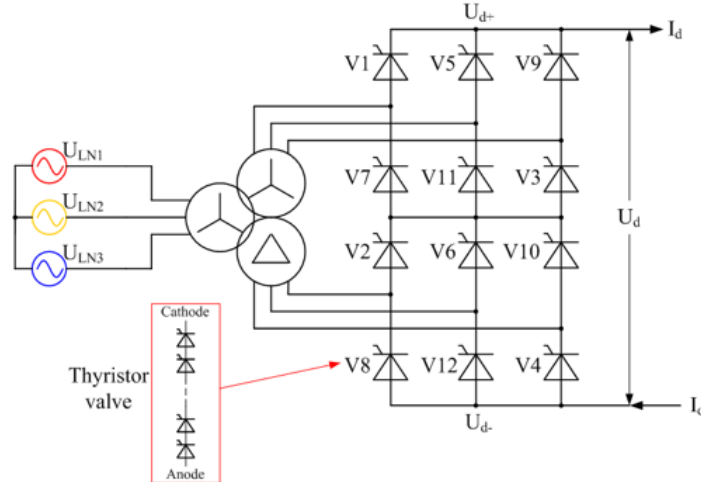 U_d+
I_d
V1
V5
V9
U_LN1
U_LN2
U_LN3
V7
V11
V3
U_d
V2
V6
V10
Cathode
Thyristor
valve
Anode
V8
V12
V4
U_d-